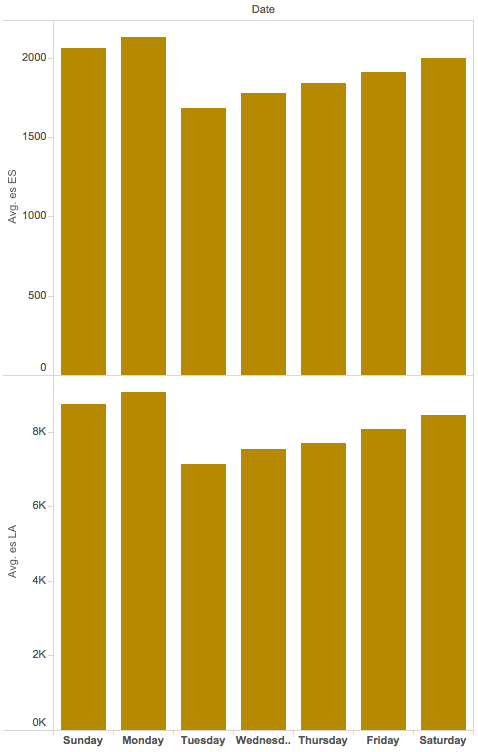 Date
2000
1500
1000
500
0
Avg. es ES
8K
6K
4K
2K
0K
Avg. es LA
Sunday Monday Tuesday Wednesd.. Thursday Friday Saturday